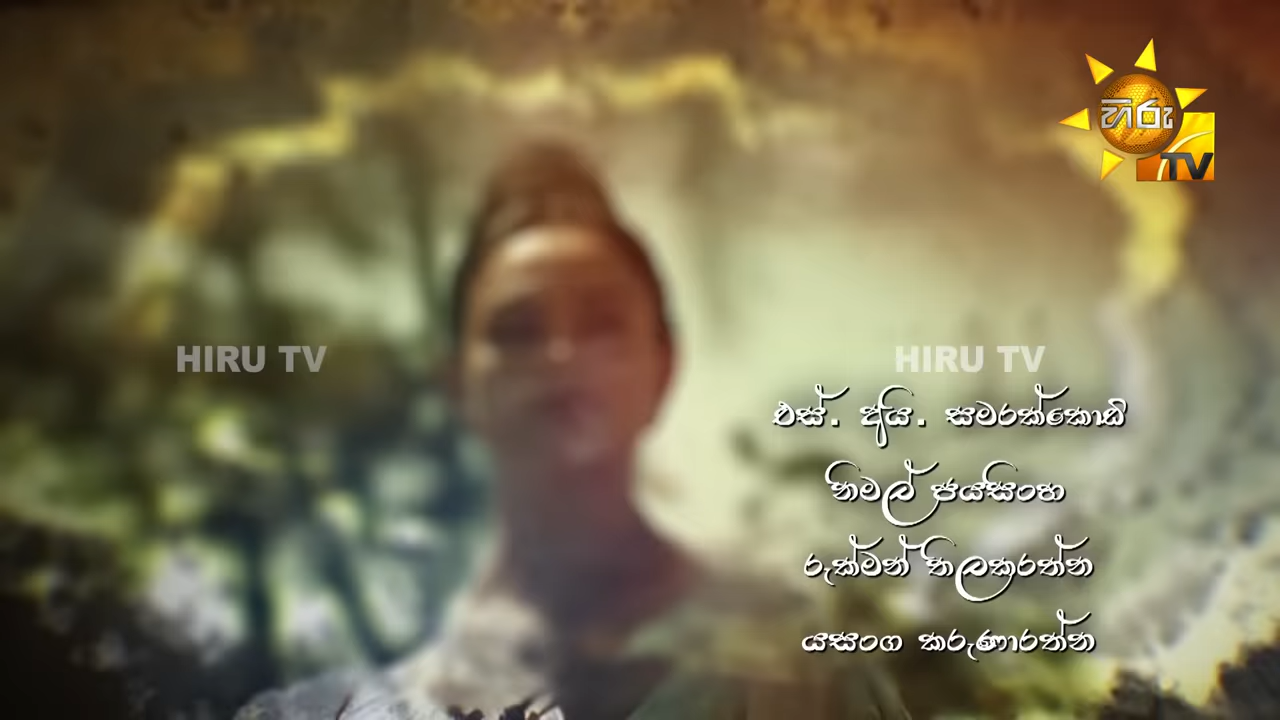 හිරු
TV
HIRU TV HIRU TV
එස්. අයි. සමරක්කොඩි
නිමල් ජයසිංහ
රුක්මන් තිලකරත්න
යසංග කරුණාරත්න